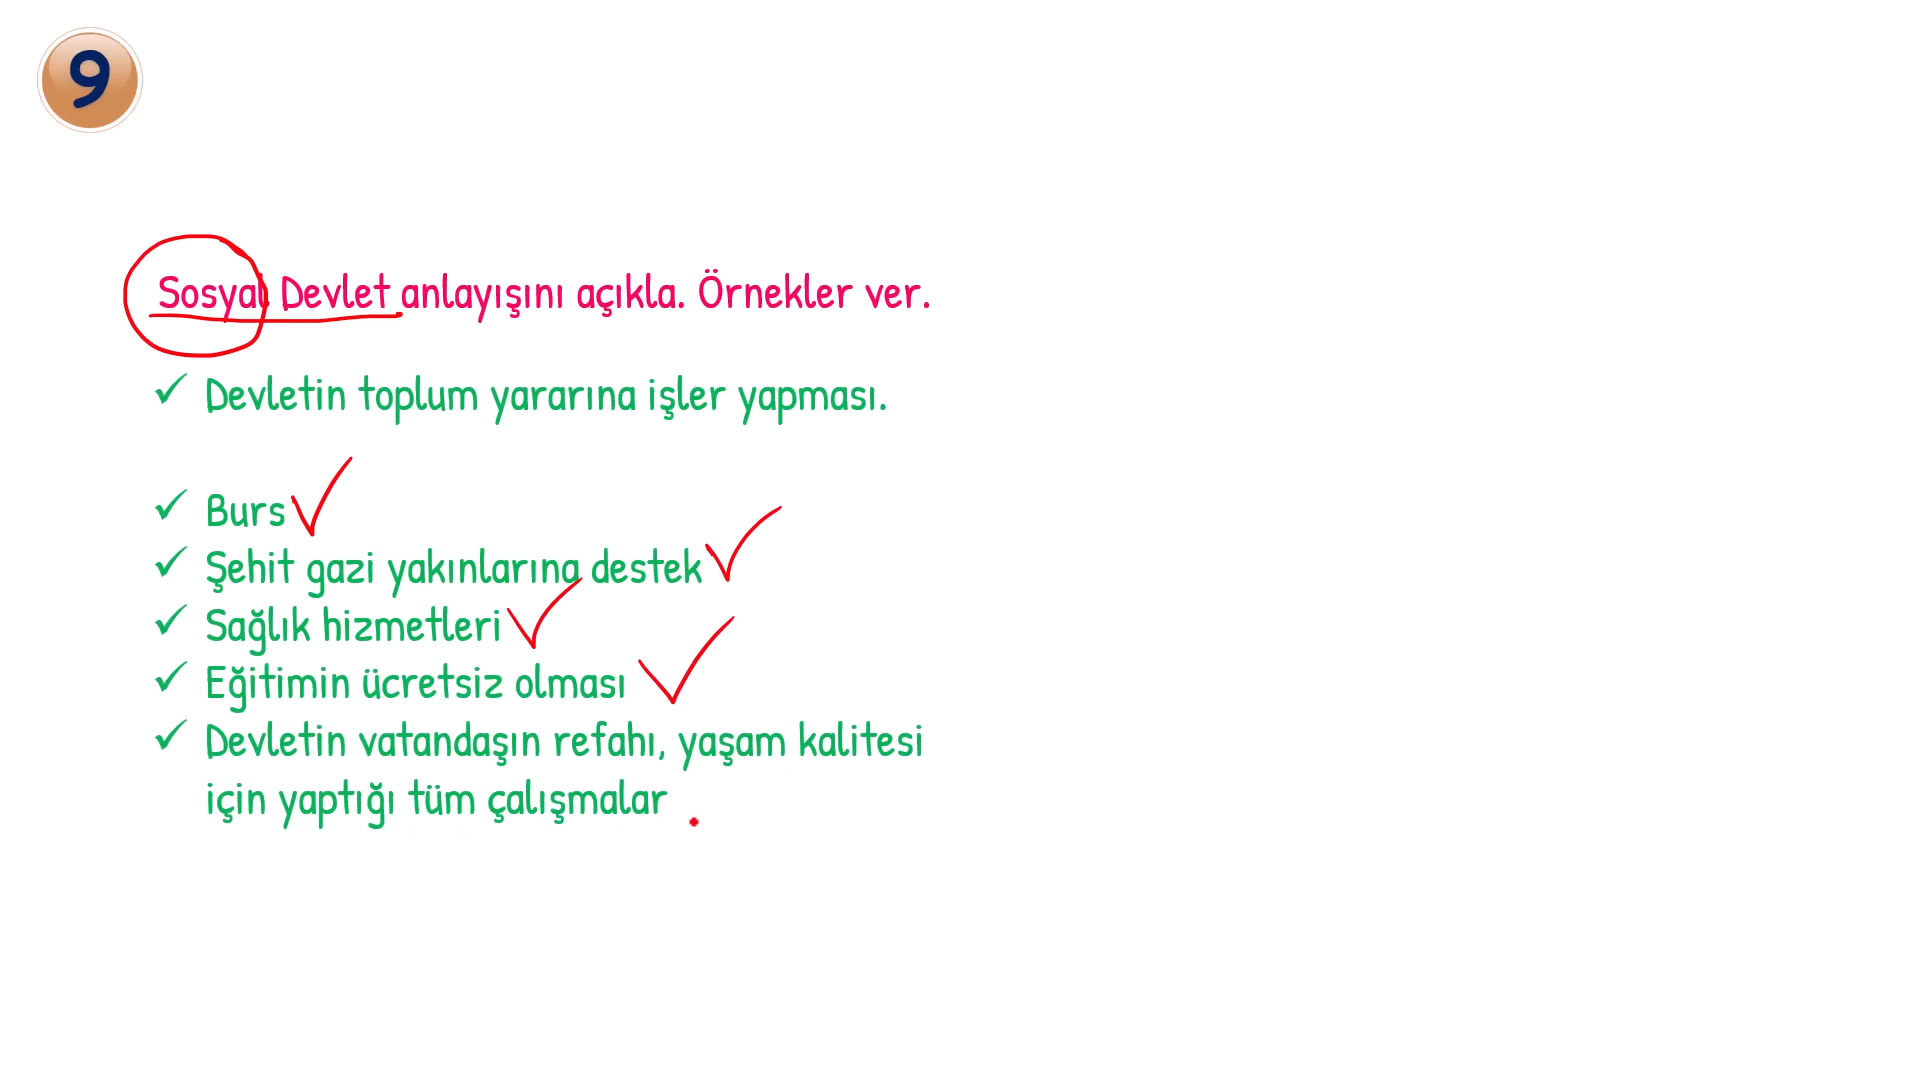 9
Sosyal Devlet anlayışını açıkla. Örnekler ver.
✓ Devletin toplum yararına işler yapması.
✓ Burs
✓ Şehit gazi yakınlarına destek
✓ Sağlık hizmetleri
✓ Eğitimin ücretsiz olması
✓ Devletin vatandaşın refahı, yaşam kalitesi
için yaptığı tüm çalışmalar